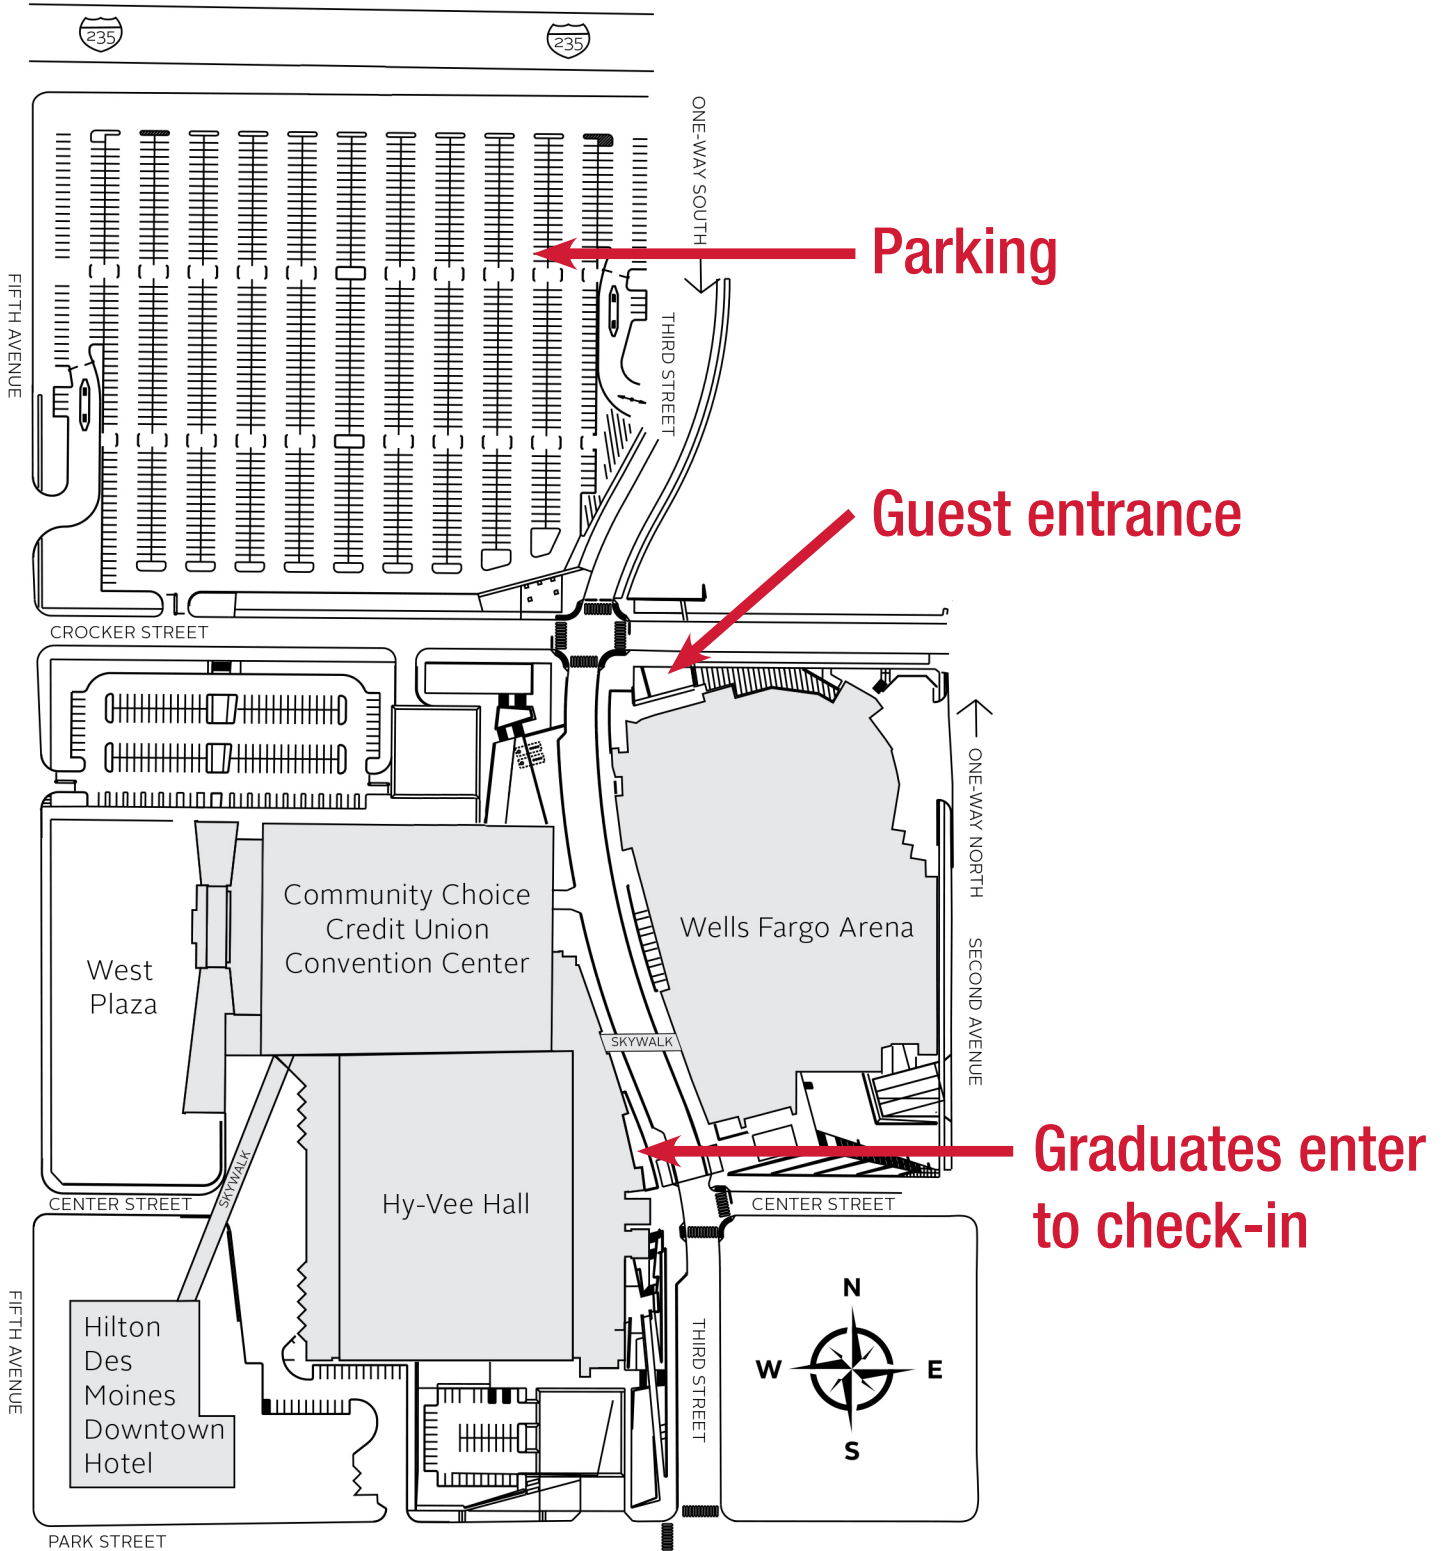 235
235
ONE-WAY SOUTH
Parking
FIFTH AVENUE
THIRD STREET
Guest entrance
CROCKER STREET
ONE-WAY NORTH
SECOND AVENUE
Community Choice
Credit Union
Convention Center
Wells Fargo Arena
West
Plaza
SKYWALK
Graduates enter
to check-in
SKYWALK
Hy-Vee Hall
CENTER STREET
CENTER STREET
FIFTH AVENUE
Hilton
Des
Moines
Downtown
Hotel
THIRD STREET
N
W
E
S
PARK STREET